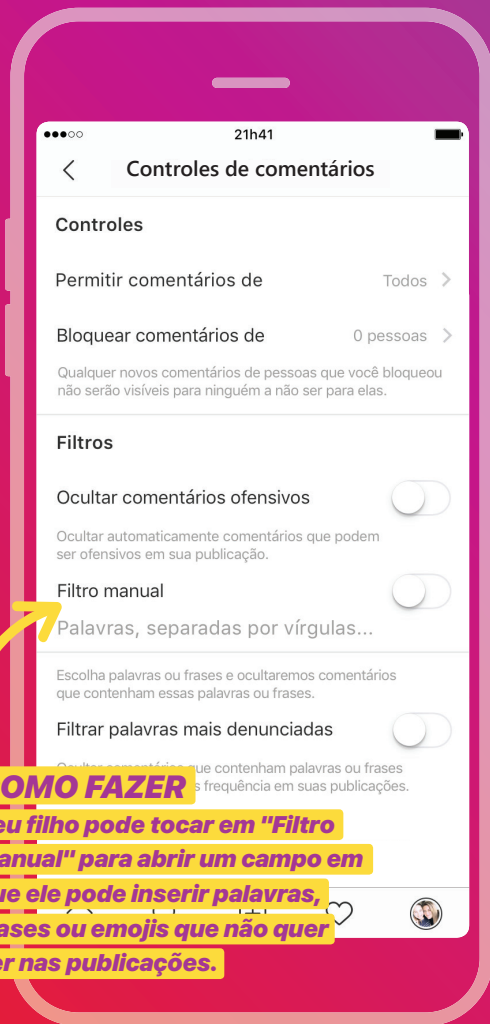 21h41
Controles de comentários
Controles
Permitir comentários de Todos
Bloquear comentários de 0 pessoas
Qualquer novos comentários de pessoas que você bloqueou
não serão visíveis para ninguém a não ser para elas.
Filtros
Ocultar comentários ofensivos
Ocultar automaticamente comentários que podem
ser ofensivos em sua publicação.
Filtro manual
Palavras, separadas por vírgulas...
Escolha palavras ou frases e ocultaremos comentários
que contenham essas palavras ou frases.
Filtrar palavras mais denunciadas
que contenham palavras ou frases
frequência em suas publicações.
OMO FAZER
eu filho pode tocar em "Filtro
anual" para abrir um campo em
ue ele pode inserir palavras,
ases ou emojis que não quer
er nas publicações.